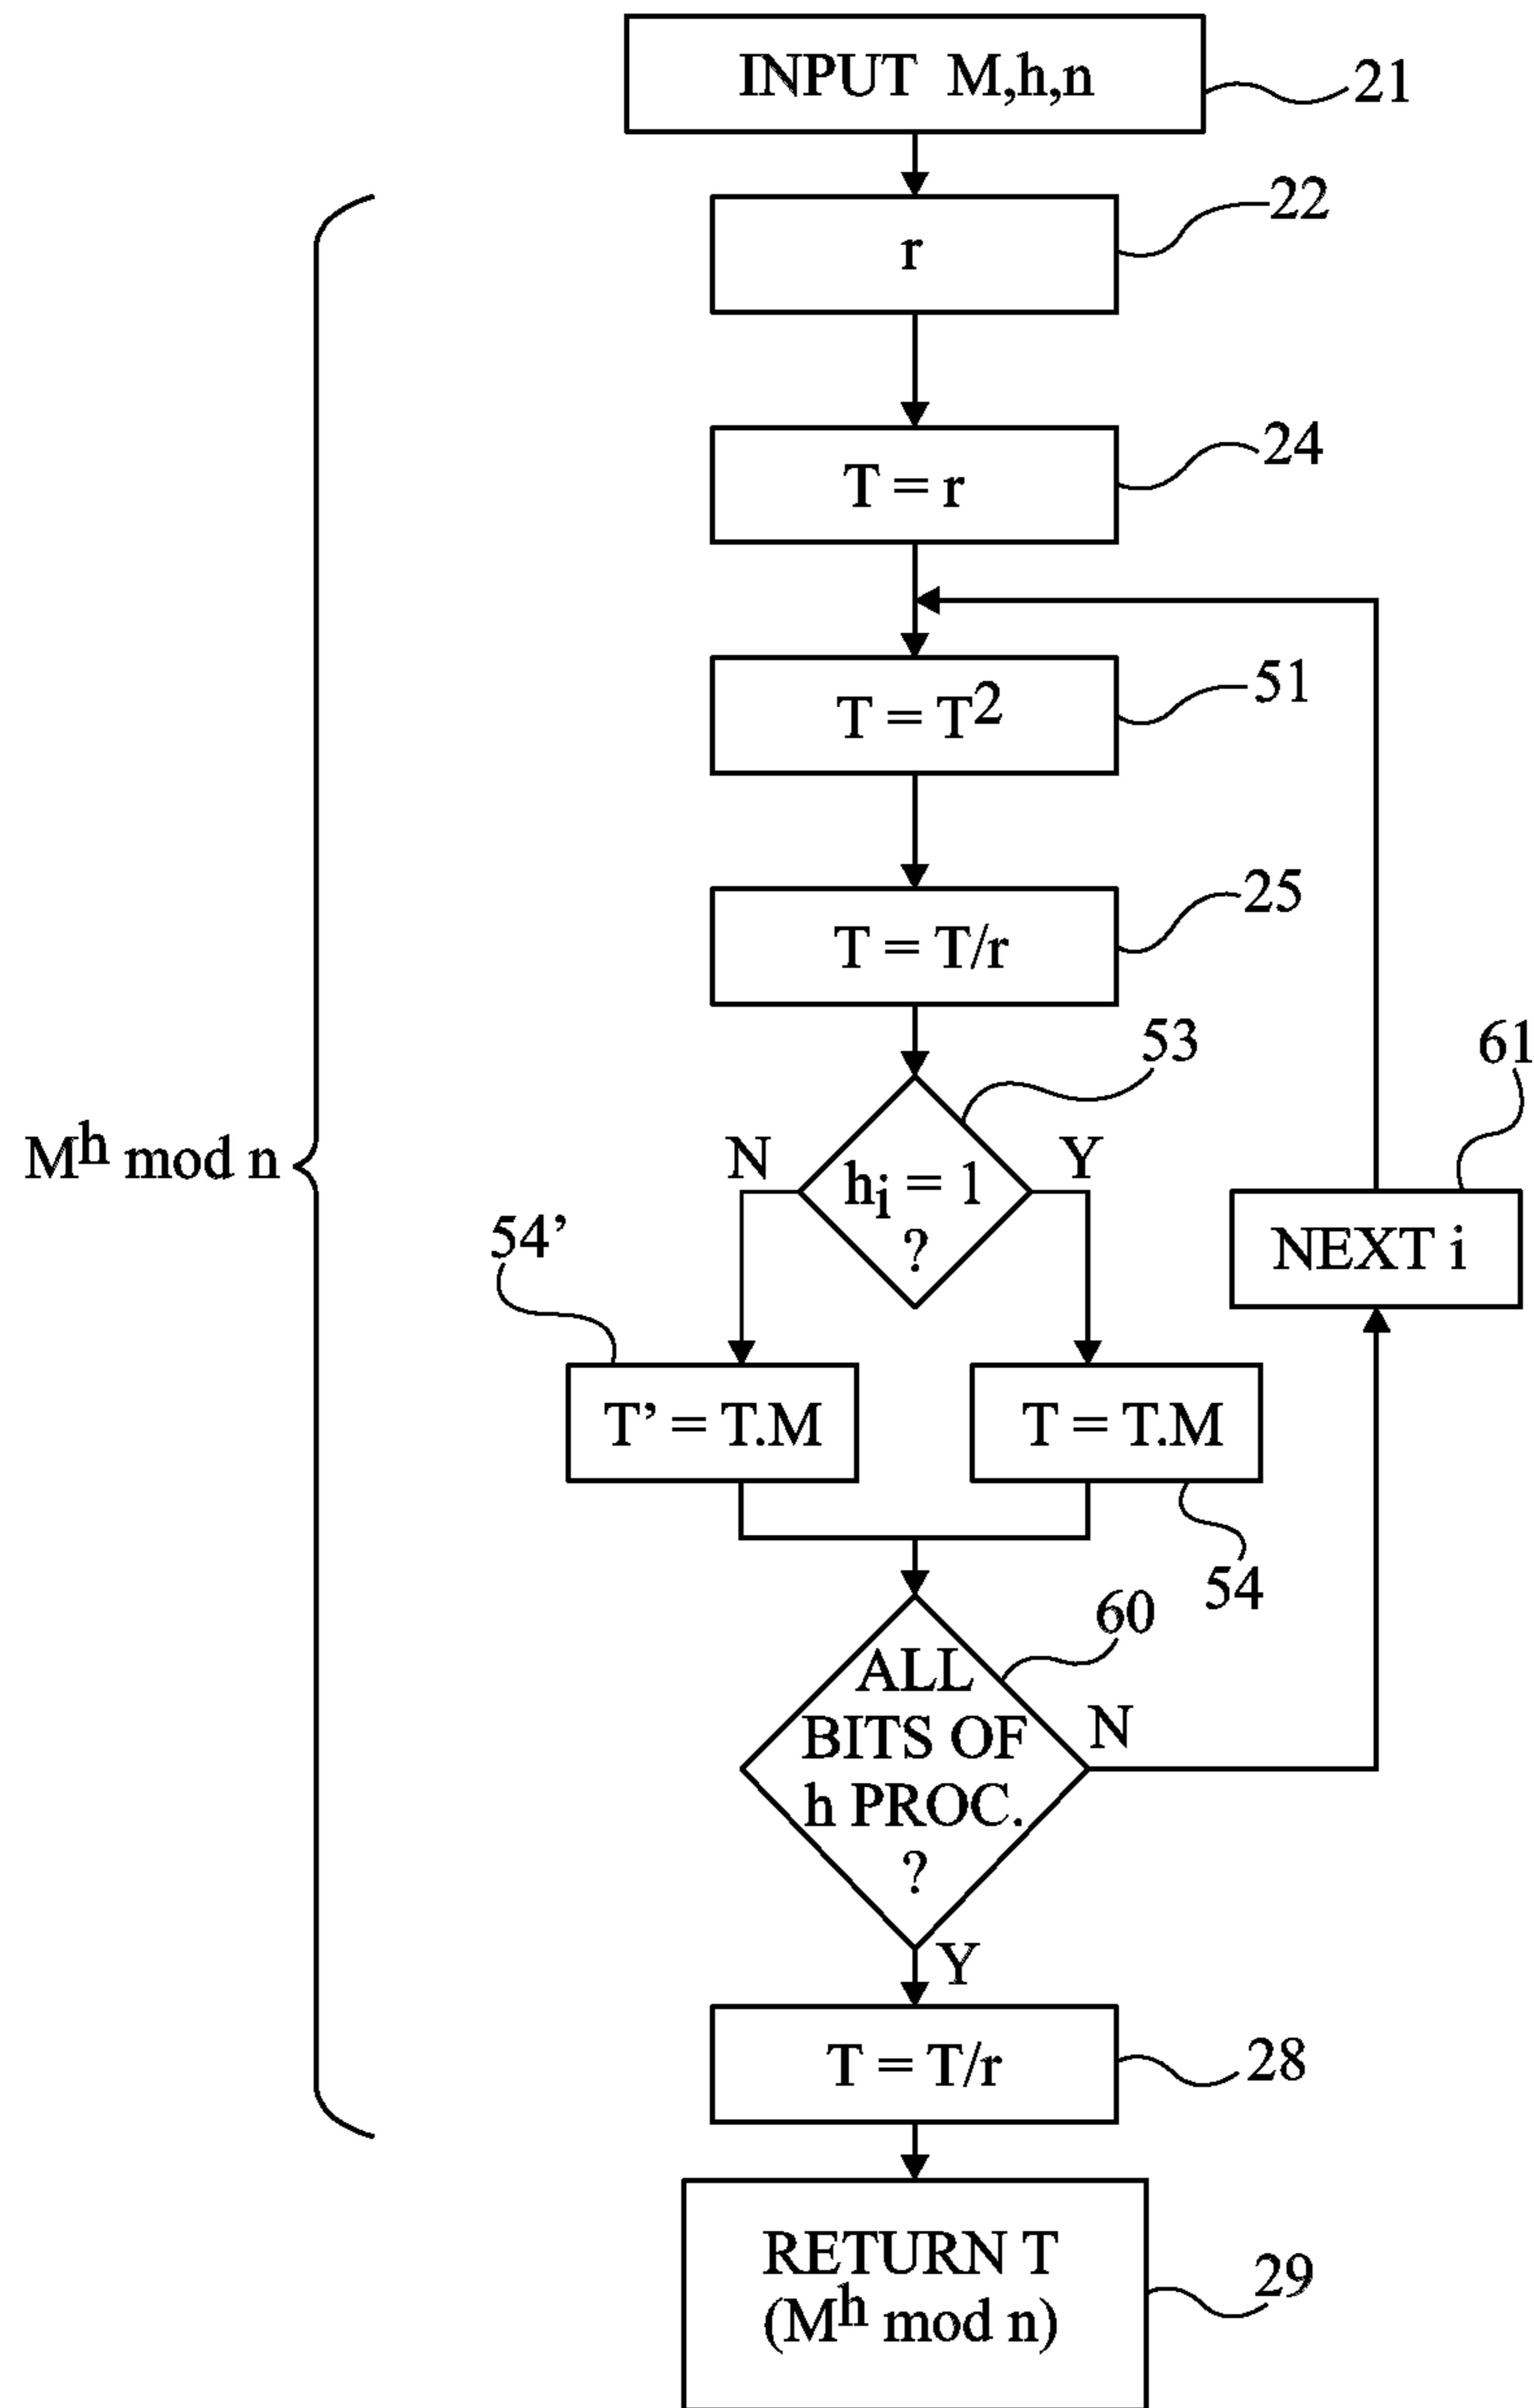 INPUT M,h,n
21
22
r
24
T = r
51
T = T²
25
T = T/r
53
61
Mʰ mod n
N
Y
hᵢ = 1
?
54’
NEXT i
T’ = T.M
T = T.M
54
60
ALL
BITS OF
h PROC.
?
N
Y
T = T/r
28
RETURN T
(Mʰ mod n)
29